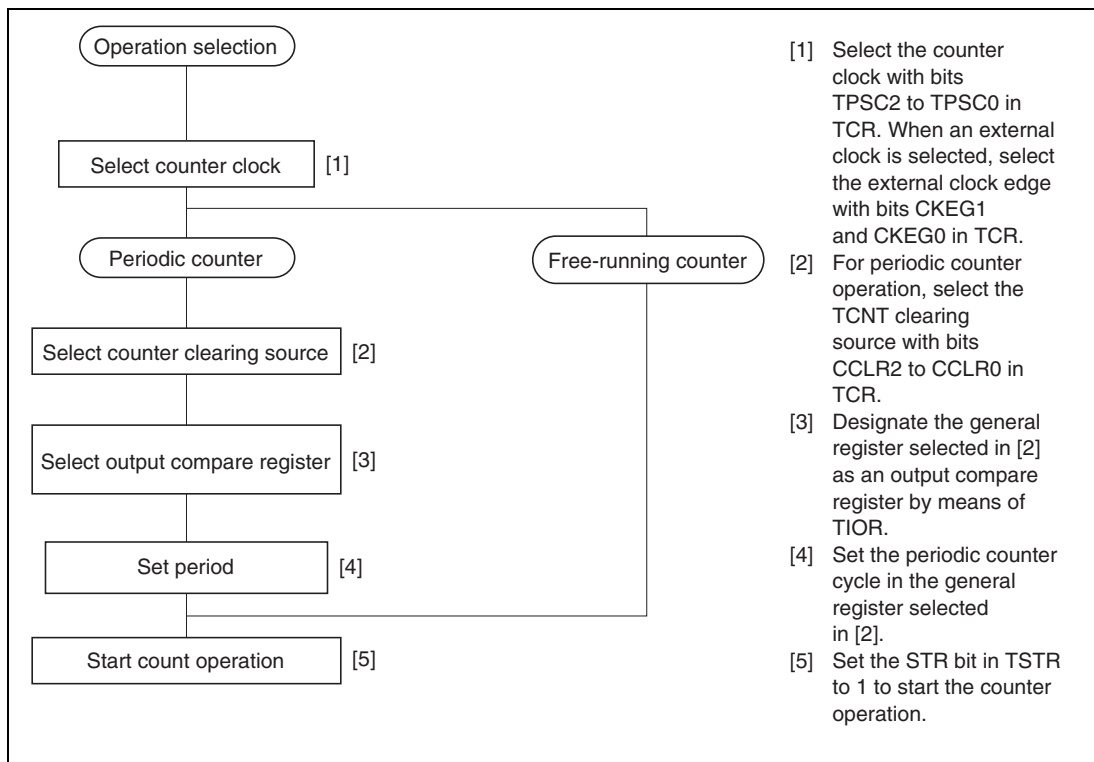 Operation selection
Select counter clock
[1]
Periodic counter
Free-running counter
Select counter clearing source
[2]
Select output compare register
[3]
Set period
[4]
Start count operation
[5]
[1] Select the counter
clock with bits
TPSC2 to TPSC0 in
TCR. When an external
clock is selected, select
the external clock edge
with bits CKEG1
and CKEG0 in TCR.
[2] For periodic counter
operation, select the
TCNT clearing
source with bits
CCLR2 to CCLR0 in
TCR.
[3] Designate the general
register selected in [2]
as an output compare
register by means of
TIOR.
[4] Set the periodic counter
cycle in the general
register selected
in [2].
[5] Set the STR bit in TSTR
to 1 to start the counter
operation.